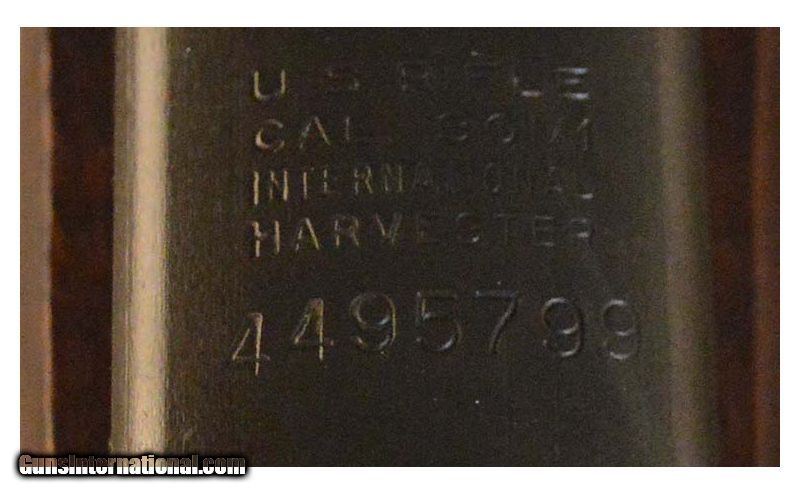 U S RIFLE
CAL 30 M1
INTERNATIONAL
HARVESTER
4495799
GunsInternational.com